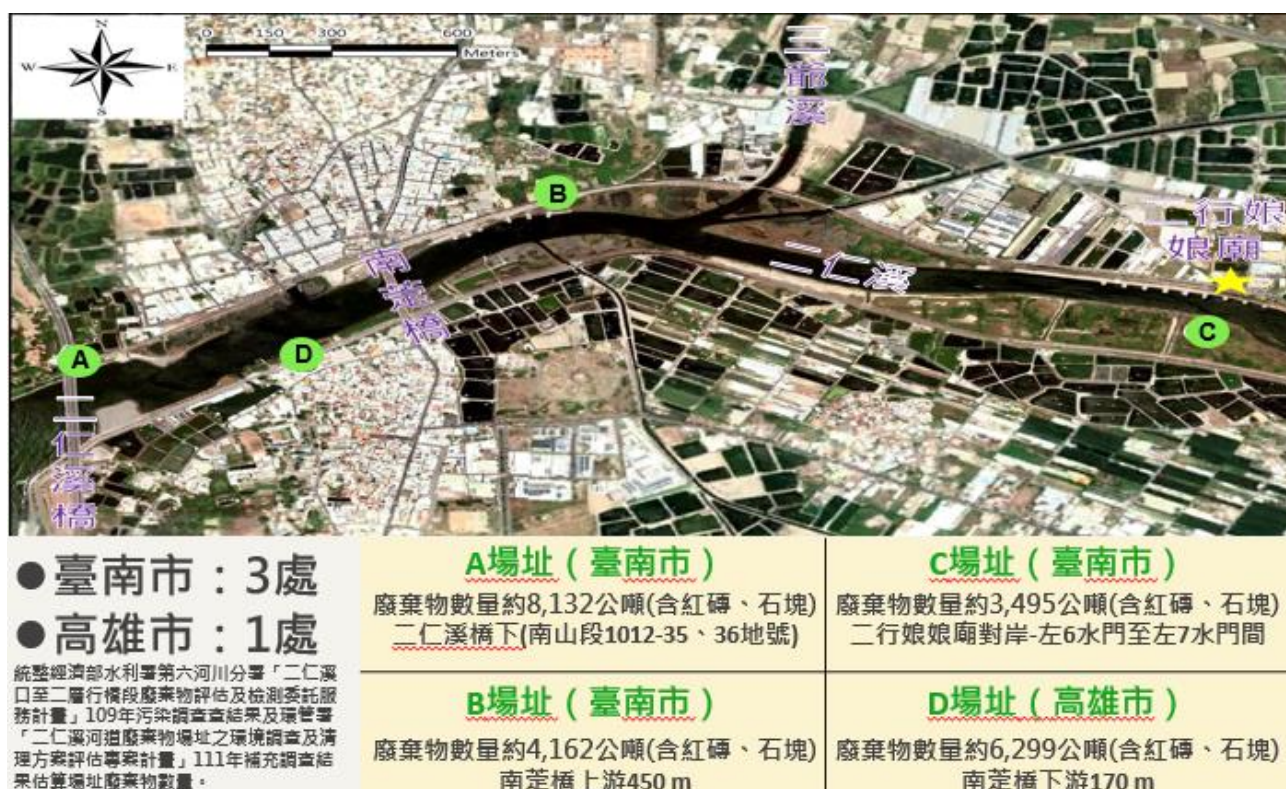 N
W E
S
0 150 300 600
Meters
三爺溪
B
二行娘
娘廟
南萣橋
二仁溪
A
D
C
二仁溪橋
●臺南市：3處
●高雄市：1處
統整經濟部水利署第六河川分署「二仁溪
口至二層行橋段廢棄物評估及檢測委託服
務計畫」109年污染調查查結果及環管署
「二仁溪河道廢棄物場址之環境調查及清
理方案評估專案計畫」111年補充調查結
果估算場址廢棄物數量。
A場址（臺南市）
廢棄物數量約8,132公噸(含紅磚、石塊)
二仁溪橋下(南山段1012-35、36地號)
C場址（臺南市）
廢棄物數量約3,495公噸(含紅磚、石塊)
二行娘娘廟對岸-左6水門至左7水門間
B場址（臺南市）
廢棄物數量約4,162公噸(含紅磚、石塊)
南萣橋上游450 m
D場址（高雄市）
廢棄物數量約6,299公噸(含紅磚、石塊)
南萣橋下游170 m